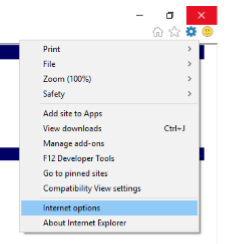 Print
File
Zoom (100%)
Safety
Add site to Apps
View downloads Ctrl+J
Manage add-ons
F12 Developer Tools
Go to pinned sites
Compatibility View settings
Internet options
About Internet Explorer